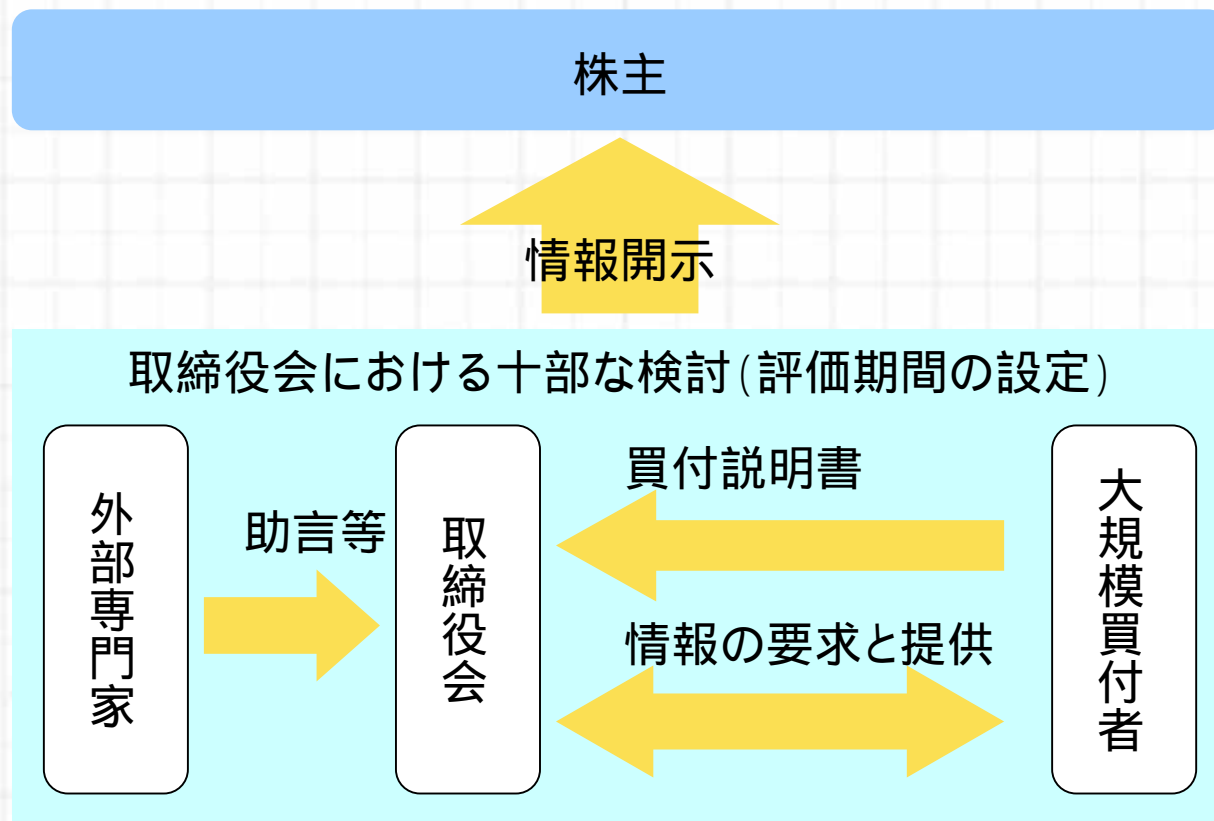 株主
情報開示
取締役会における十部な検討(評価期間の設定)
外部専門家
助言等
取締役会
買付説明書
情報の要求と提供
大規模買付者